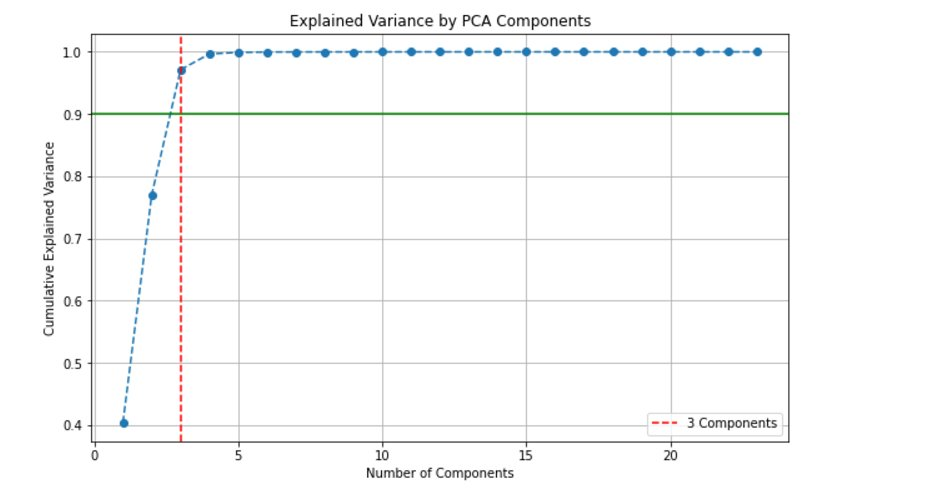 Explained Variance by PCA Components
Cumulative Explained Variance
1.0
0.9
0.8
0.7
0.6
0.5
0.4
3 Components
0 5 10 15 20
Number of Components